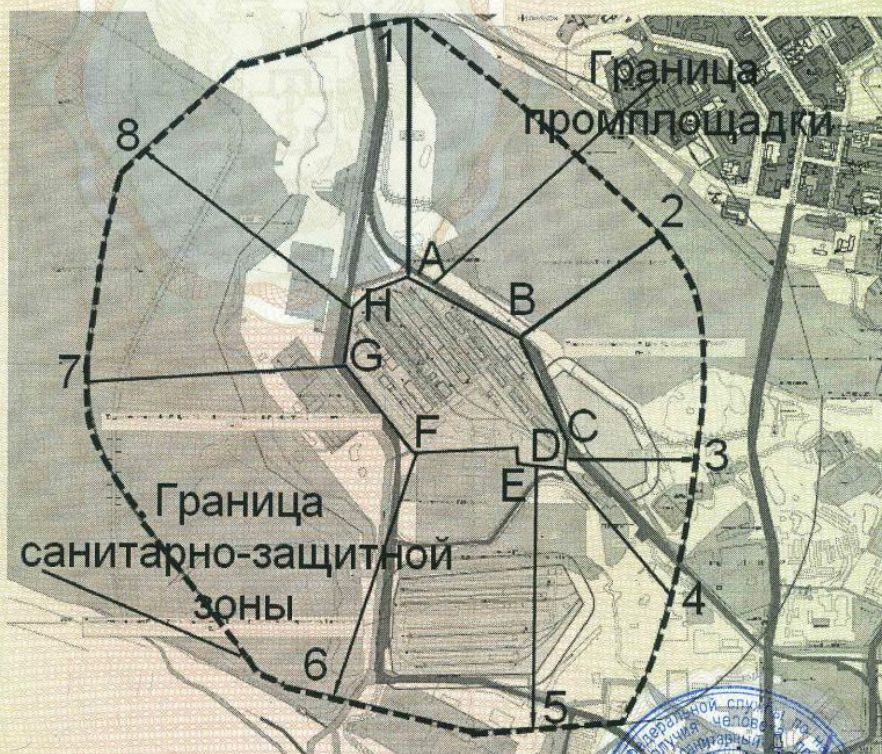 1
Граница
промплощадки
8
2
A
B
H
7
G
C
F
D
3
E
Граница
санитарно-защитной
зоны
4
6
5